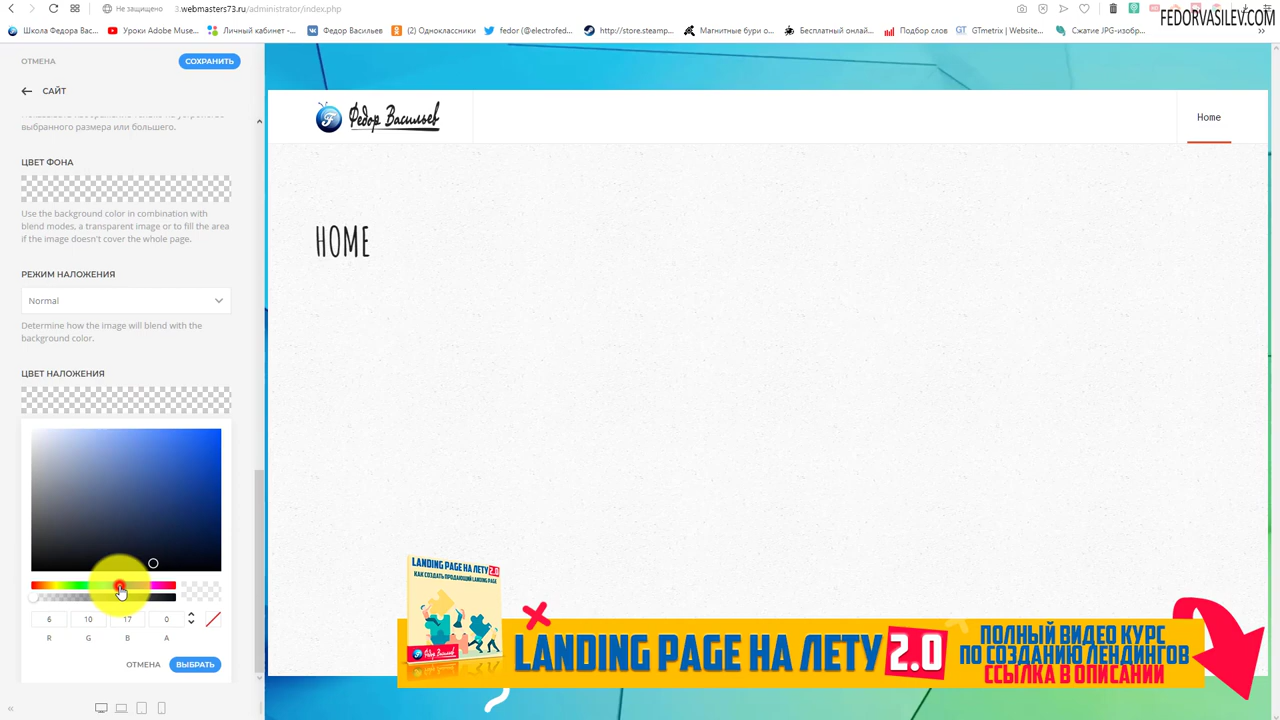 Не защищено
3.webmasters73.ru/administrator/index.php
FEDORVASILEV.COM
Школа Федора Вас...
Уроки Adobe Muse...
Личный кабинет -...
Федор Васильев
(2) Одноклассники
fedor (@electrofed...
http://store.steamp...
Магнитные бури о...
Бесплатный онлай...
Подбор слов
GTmetrix | Website...
Сжатие JPG-изобр...
ОТМЕНА
СОХРАНИТЬ
САЙТ
выбранного размера или большего.
ЦВЕТ ФОНА
Use the background color in combination with
blend modes, a transparent image or to fill the area
if the image doesn't cover the whole page.
РЕЖИМ НАЛОЖЕНИЯ
Normal
Determine how the image will blend with the
background color.
ЦВЕТ НАЛОЖЕНИЯ
6 10 17 0
R G B A
ОТМЕНА
ВЫБРАТЬ
Федор Васильев
Home
HOME
LANDING PAGE НА ЛЕТУ 2.0
КАК СОЗДАТЬ ПРОДАЮЩИЙ LANDING PAGE
Федор Васильев
LANDING PAGE НА ЛЕТУ 2.0
ПОЛНЫЙ ВИДЕО КУРС
ПО СОЗДАНИЮ ЛЕНДИНГОВ
ССЫЛКА В ОПИСАНИИ